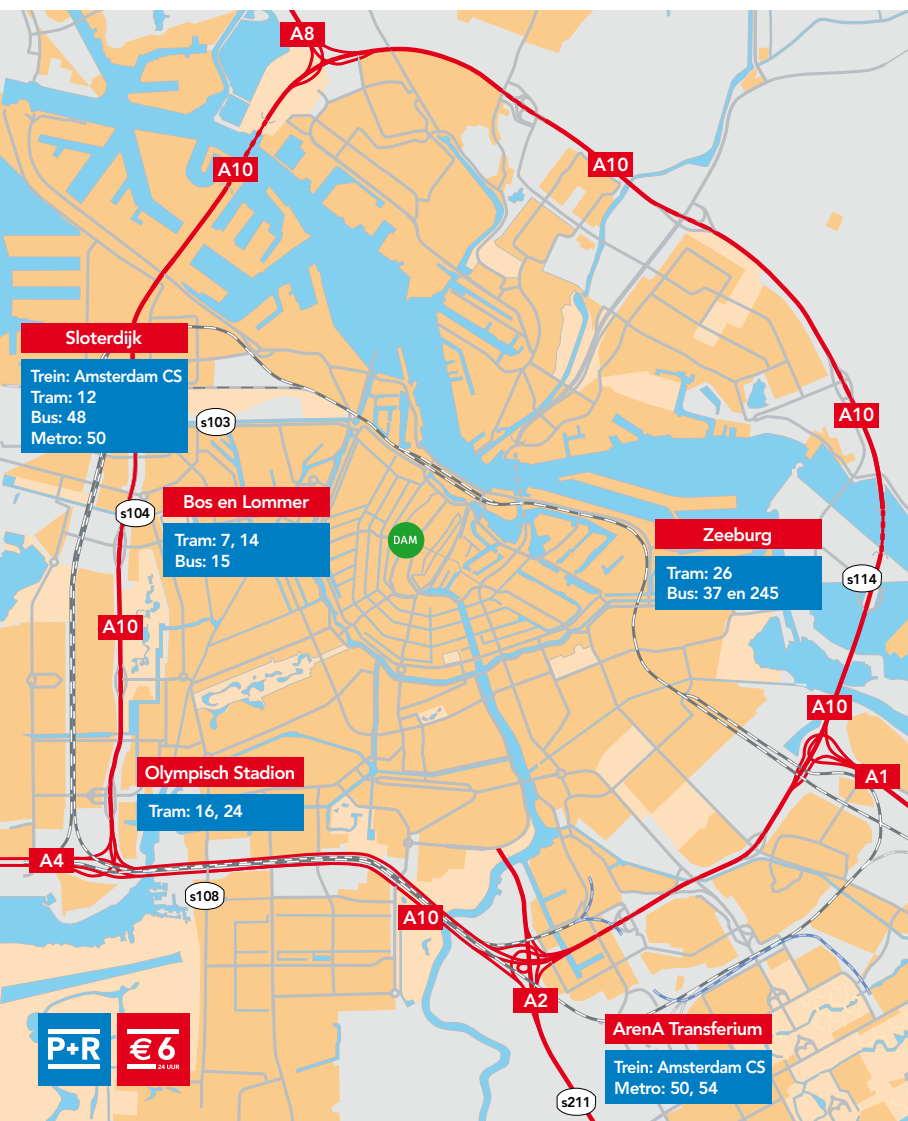 A8
A10
A10
Sloterdijk
Trein: Amsterdam CS
Tram: 12
Bus: 48
Metro: 50
s103
A10
s104
Bos en Lommer
Tram: 7, 14
Bus: 15
DAM
Zeeburg
Tram: 26
Bus: 37 en 245
s114
A10
A10
A1
Olympisch Stadion
Tram: 16, 24
A4
s108
A10
A2
ArenA Transferium
Trein: Amsterdam CS
Metro: 50, 54
s211
P+R
€ 6
24 UUR